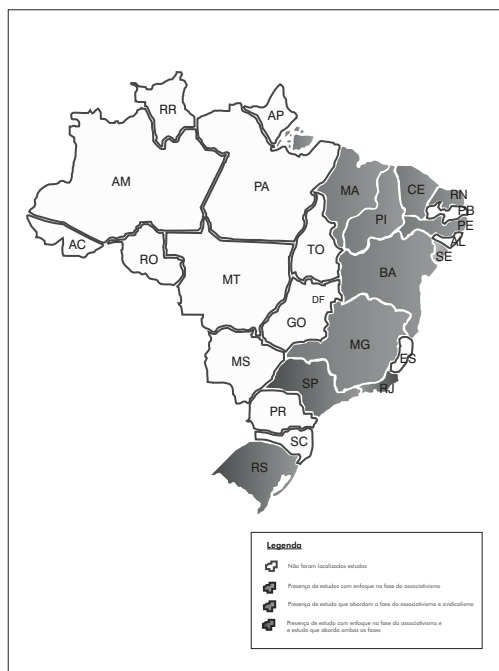 RR
AP
AM
PA
MA
CE
RN
PB
PE
AL
SE
PI
AC
RO
TO
BA
MT
DF
GO
MG
ES
MS
SP
RJ
PR
SC
RS
Legenda
Não foram localizados estudos
Presença de estudos com enfoque na fase do associativismo
Presença de estudo que abordam a fase do associativismo e sindicalismo
Presença de estudo com enfoque na fase do associativismo e
e estudo que aborda ambas as fases